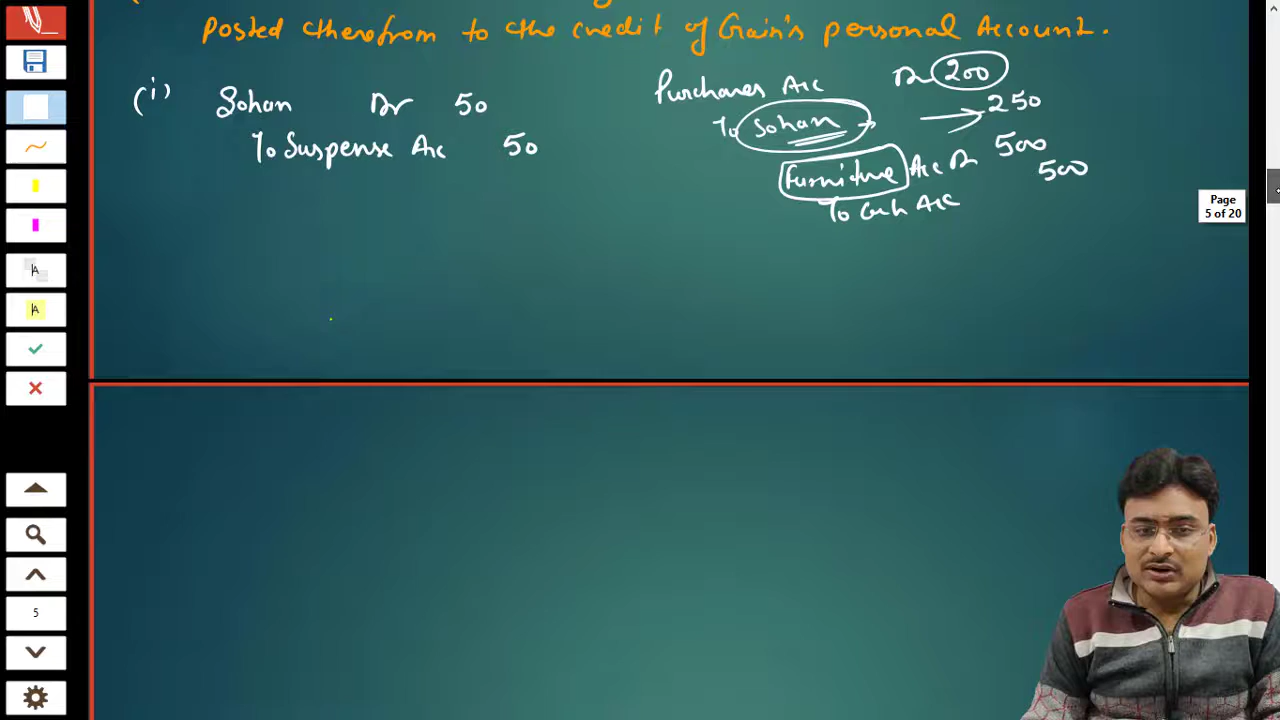 posted therefrom to the credit of Grain's personal Account.
(i) Sohan Dr 50
To Suspense A/c 50
Purchases A/c Dr 200
To Sohan 250
Furniture A/c Dr 500
To Cash A/c 500
Page
5 of 20
A
A
5